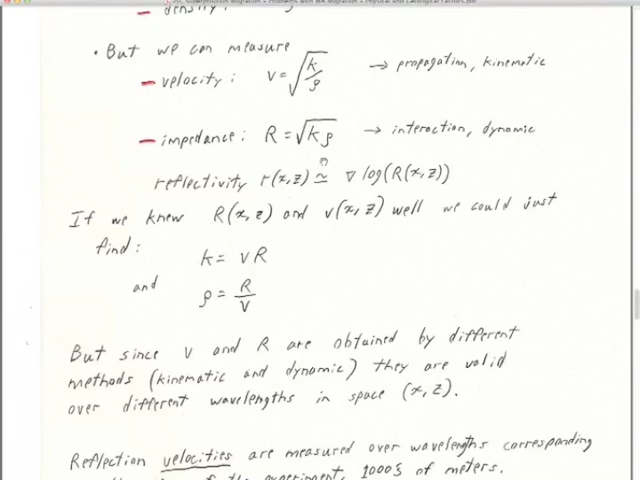 - density:
• But we can measure
- velocity: v = √(k/ρ) → propagation, kinematic
- impedance: R = √kρ → interaction, dynamic
reflectivity r(x,z) ≅ ∇ log(R(x,z))
If we knew R(x,z) and v(x,z) well we could just
find: k = vR
and ρ = R/v
But since v and R are obtained by different
methods (kinematic and dynamic) they are valid
over different wavelengths in space (x,z).
Reflection velocities are measured over wavelengths corresponding
of the experiment, 1000s of meters.